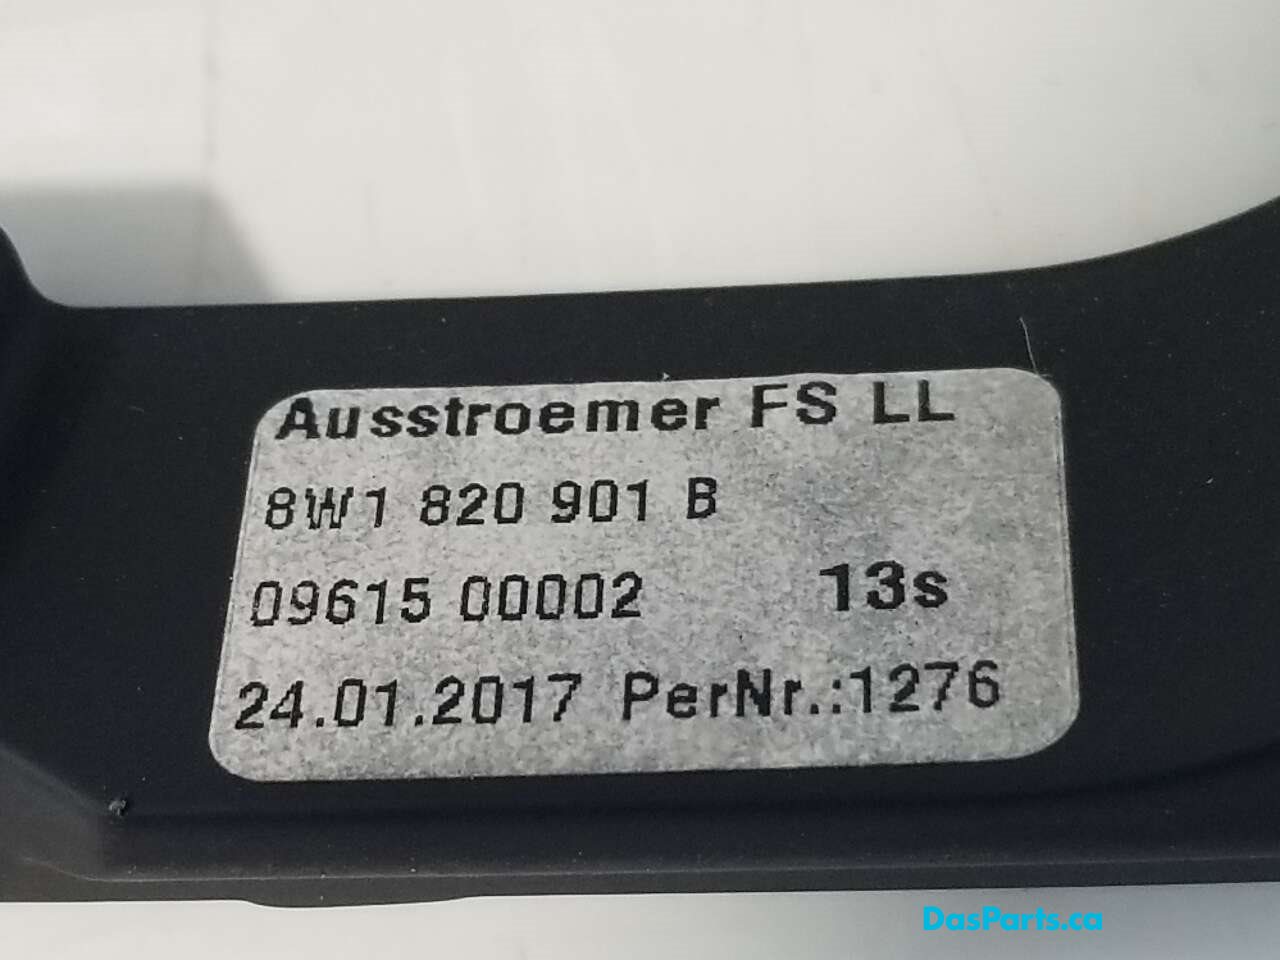 Ausstroemer FS LL
8W1 820 901 B
09615 00002 13s
24.01.2017 PerNr.:1276
DasParts.ca